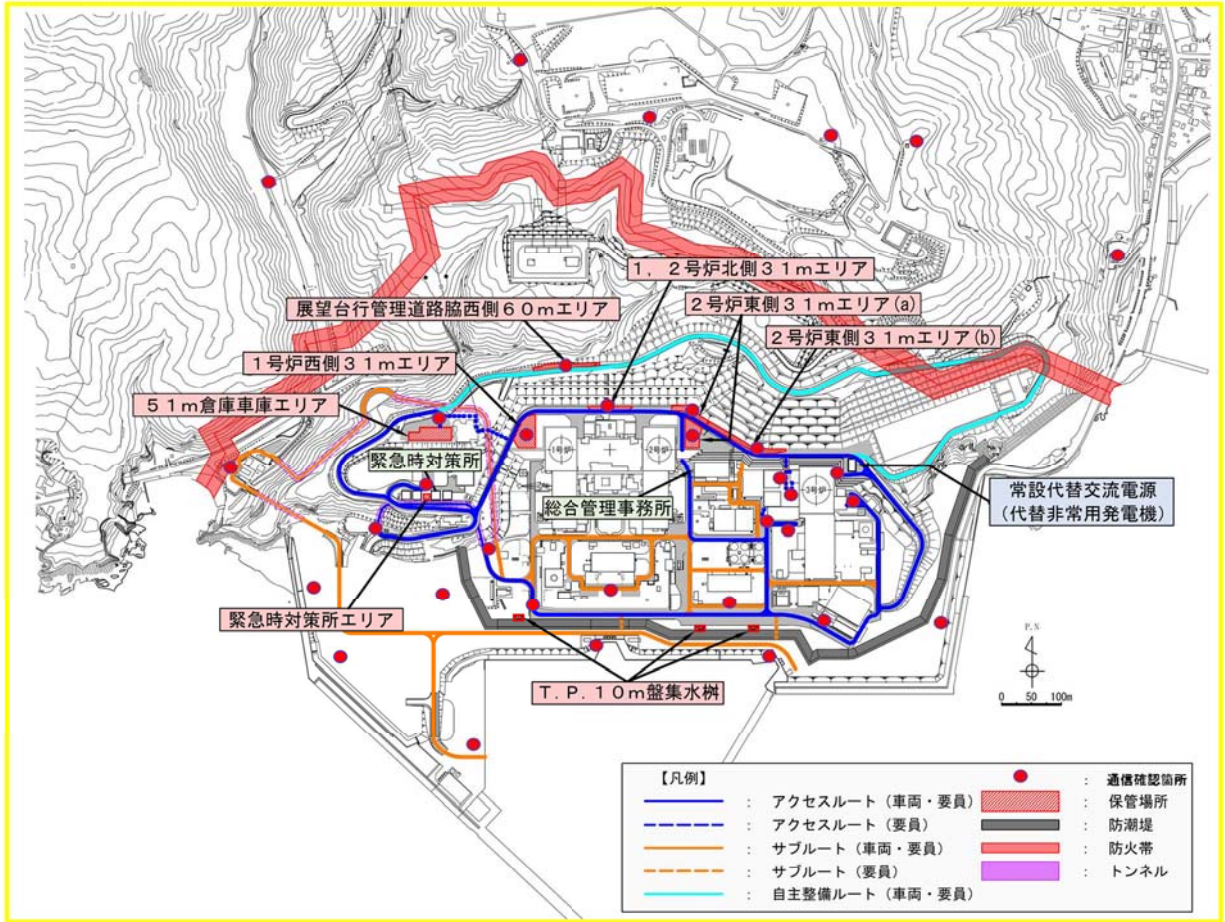 1，2号炉北側31mエリア
2号炉東側31mエリア(a)
展望台行管理道路脇西側60mエリア
2号炉東側31mエリア(b)
1号炉西側31mエリア
51m倉庫車庫エリア
緊急時対策所
1号炉
2号炉
3号炉
総合管理事務所
常設代替交流電源
（代替非常用発電機）
緊急時対策所エリア
T.P.10m盤集水桝
P.N
0 50 100m
【凡例】
： 通信確認箇所
： アクセスルート（車両・要員）
： 保管場所
： アクセスルート（要員）
： 防潮堤
： サブルート（車両・要員）
： 防火帯
： サブルート（要員）
： トンネル
： 自主整備ルート（車両・要員）